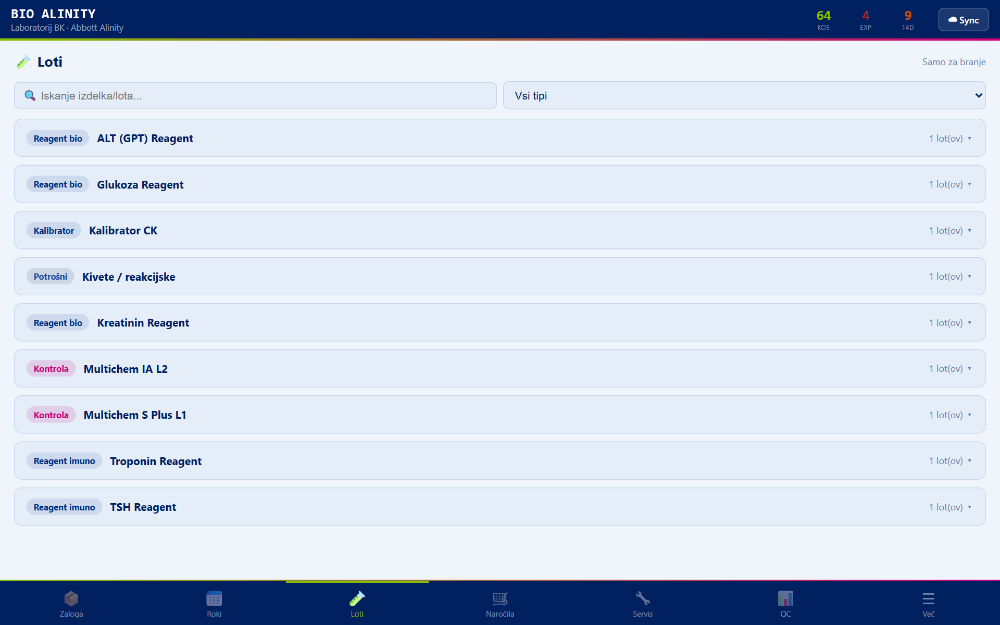 BIO ALINITY
Laboratorij BK · Abbott Alinity
64 4 9
KOS EXP 14D
Sync
Loti
Samo za branje
Iskanje izdelka/lota...
Vsi tipi
Reagent bio ALT (GPT) Reagent 1 lot(ov) ▾
Reagent bio Glukoza Reagent 1 lot(ov) ▾
Kalibrator Kalibrator CK 1 lot(ov) ▾
Potrošni Kivete / reakcijske 1 lot(ov) ▾
Reagent bio Kreatinin Reagent 1 lot(ov) ▾
Kontrola Multichem IA L2 1 lot(ov) ▾
Kontrola Multichem S Plus L1 1 lot(ov) ▾
Reagent imuno Troponin Reagent 1 lot(ov) ▾
Reagent imuno TSH Reagent 1 lot(ov) ▾
Zaloga Roki Loti Naročila Servis QC Več